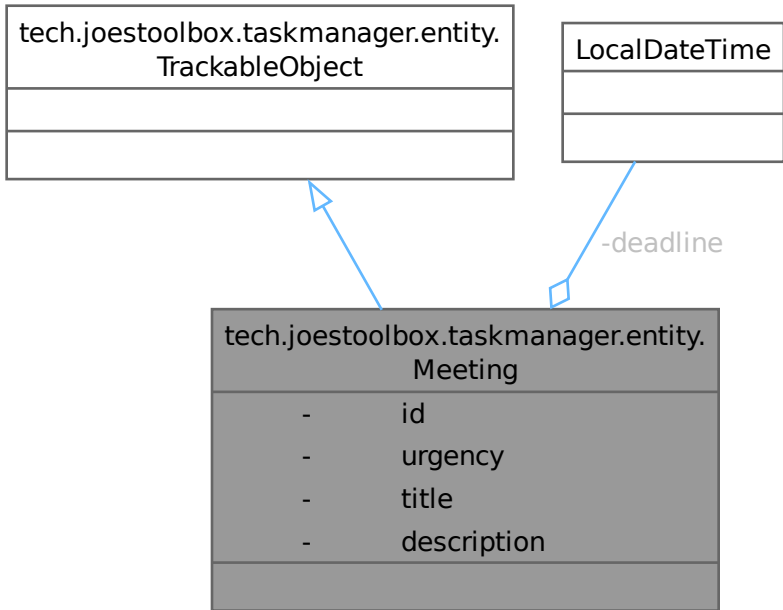 tech.joestoolbox.taskmanager.entity.
TrackableObject
LocalDateTime
-deadline
tech.joestoolbox.taskmanager.entity.
Meeting
- id
- urgency
- title
- description